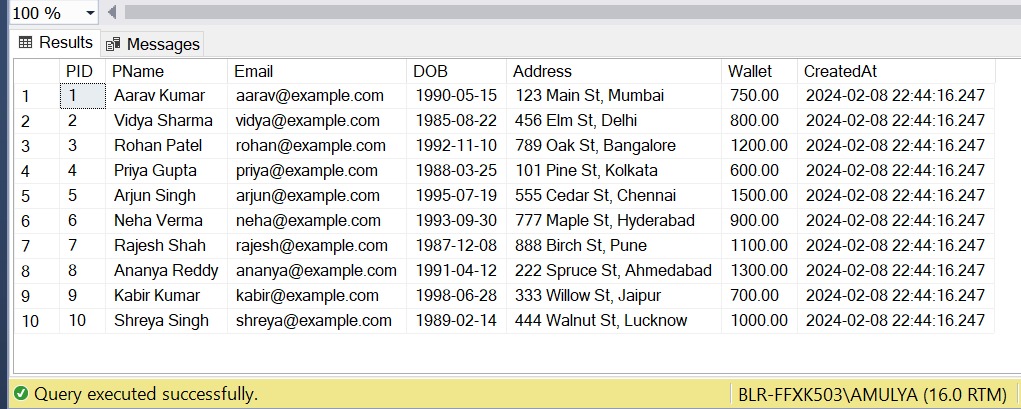 100 %
Results Messages
PID PName Email DOB Address Wallet CreatedAt
1 1 Aarav Kumar aarav@example.com 1990-05-15 123 Main St, Mumbai 750.00 2024-02-08 22:44:16.247
2 2 Vidya Sharma vidya@example.com 1985-08-22 456 Elm St, Delhi 800.00 2024-02-08 22:44:16.247
3 3 Rohan Patel rohan@example.com 1992-11-10 789 Oak St, Bangalore 1200.00 2024-02-08 22:44:16.247
4 4 Priya Gupta priya@example.com 1988-03-25 101 Pine St, Kolkata 600.00 2024-02-08 22:44:16.247
5 5 Arjun Singh arjun@example.com 1995-07-19 555 Cedar St, Chennai 1500.00 2024-02-08 22:44:16.247
6 6 Neha Verma neha@example.com 1993-09-30 777 Maple St, Hyderabad 900.00 2024-02-08 22:44:16.247
7 7 Rajesh Shah rajesh@example.com 1987-12-08 888 Birch St, Pune 1100.00 2024-02-08 22:44:16.247
8 8 Ananya Reddy ananya@example.com 1991-04-12 222 Spruce St, Ahmedabad 1300.00 2024-02-08 22:44:16.247
9 9 Kabir Kumar kabir@example.com 1998-06-28 333 Willow St, Jaipur 700.00 2024-02-08 22:44:16.247
10 10 Shreya Singh shreya@example.com 1989-02-14 444 Walnut St, Lucknow 1000.00 2024-02-08 22:44:16.247
Query executed successfully. BLR-FFXK503\AMULYA (16.0 RTM)